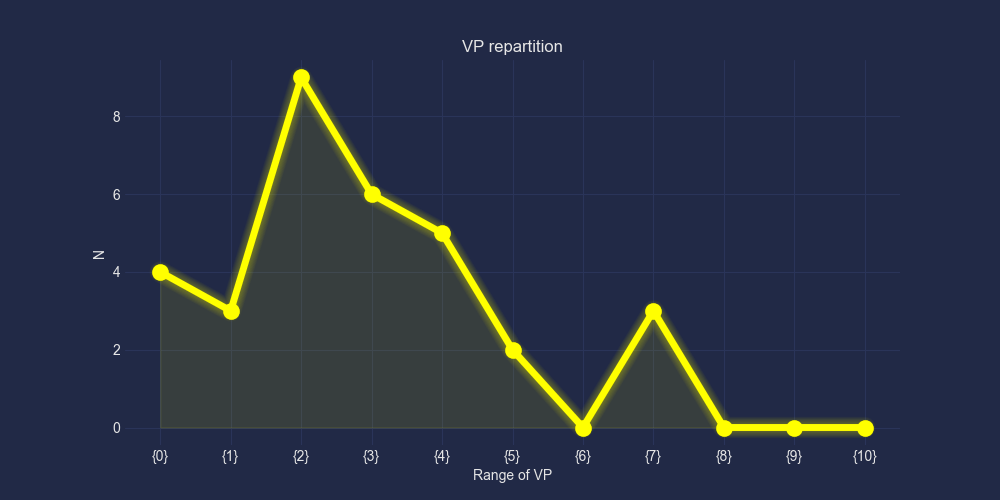 VP repartition
8
6
4
2
0
N
{0} {1} {2} {3} {4} {5} {6} {7} {8} {9} {10}
Range of VP